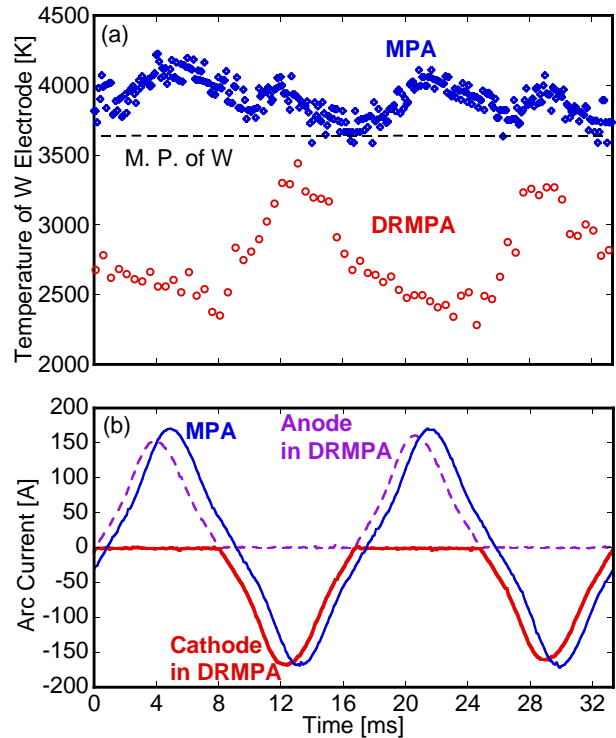 (a)
MPA
DRMPA
M. P. of W
Temperature of W Electrode [K]
4500
4000
3500
3000
2500
2000
(b)
MPA
Anode
in DRMPA
Cathode
in DRMPA
Arc Current [A]
200
150
100
50
0
-50
-100
-150
-200
0 4 8 12 16 20 24 28 32
Time [ms]